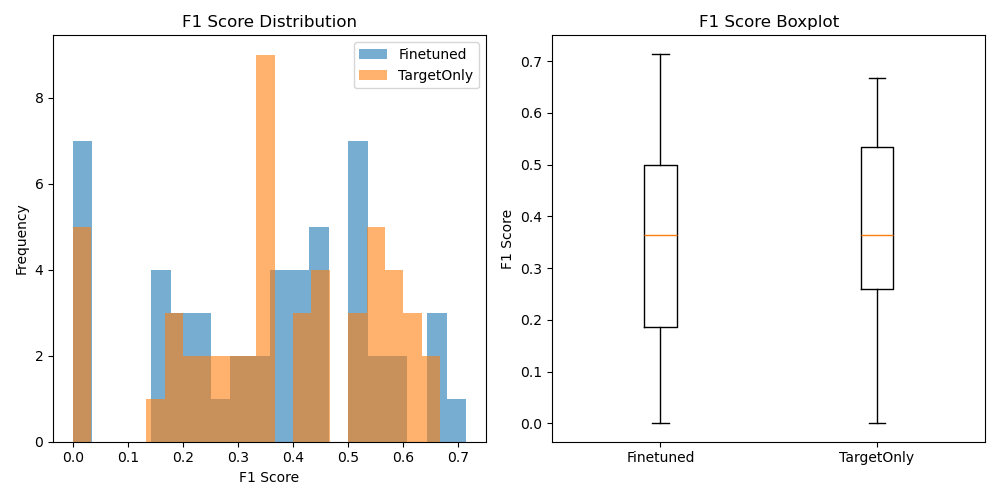 F1 Score Distribution
Finetuned
TargetOnly
8
6
4
2
0
Frequency
0.0 0.1 0.2 0.3 0.4 0.5 0.6 0.7
F1 Score
F1 Score Boxplot
0.7
0.6
0.5
0.4
0.3
0.2
0.1
0.0
F1 Score
Finetuned TargetOnly